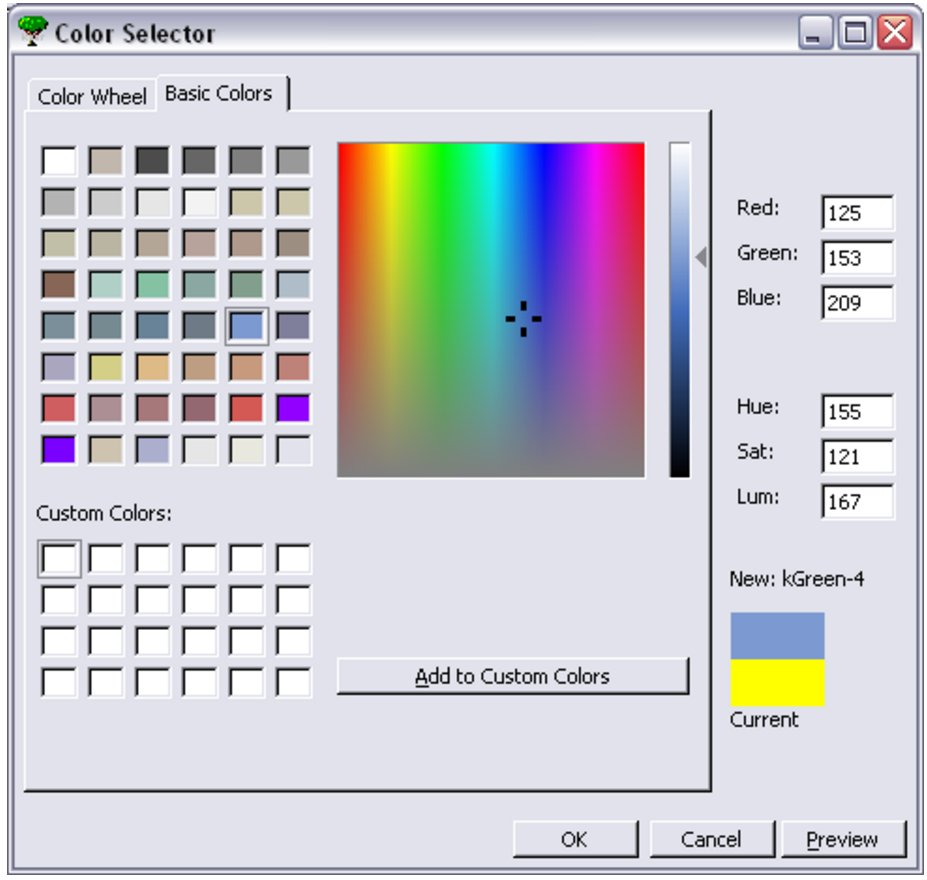 Color Selector
Color Wheel
Basic Colors
Red: 125
Green: 153
Blue: 209
Hue: 155
Sat: 121
Lum: 167
Custom Colors:
New: kGreen-4
Add to Custom Colors
Current
OK
Cancel
Preview